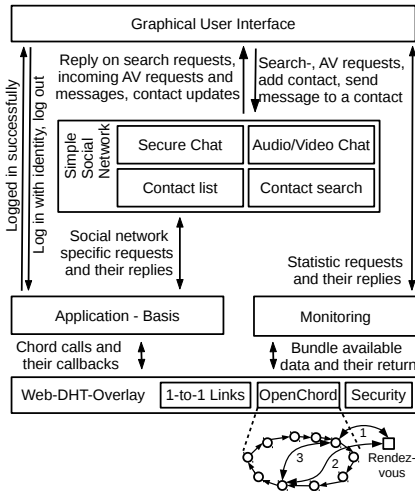 Graphical User Interface
Reply on search requests,
incoming AV requests and
messages, contact updates
Search-, AV requests,
add contact, send
message to a contact
Logged in successfully
Log in with identity, log out
Simple
Social
Network
Secure Chat
Audio/Video Chat
Contact list
Contact search
Social network
specific requests
and their replies
Statistic requests
and their replies
Application - Basis
Monitoring
Chord calls and
their callbacks
Bundle available
data and their return
Web-DHT-Overlay
1-to-1 Links
OpenChord
Security
1
2
3
Rendez-
vous